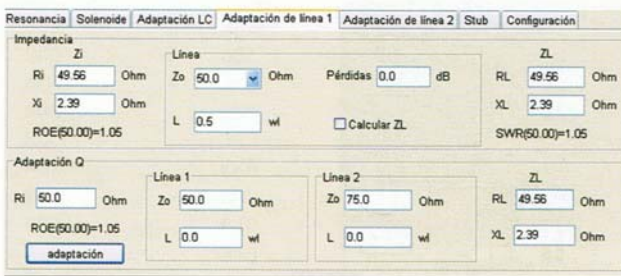 Resonancia Solenoide Adaptación LC Adaptación de línea 1 Adaptación de línea 2 Stub Configuración
Impedancia
Zi Línea ZL
Ri 49.56 Ohm Zo 50.0 Ohm Pérdidas 0.0 dB RL 49.56 Ohm
Xi 2.39 Ohm XL 2.39 Ohm
L 0.5 wl Calcular ZL
ROE(50.00)=1.05 SWR(50.00)=1.05
Adaptación Q
Línea 1 Línea 2 ZL
Ri 50.0 Ohm Zo 50.0 Ohm Zo 75.0 Ohm RL 49.56 Ohm
ROE(50.00)=1.05
L 0.0 wl L 0.0 wl XL 2.39 Ohm
adaptación